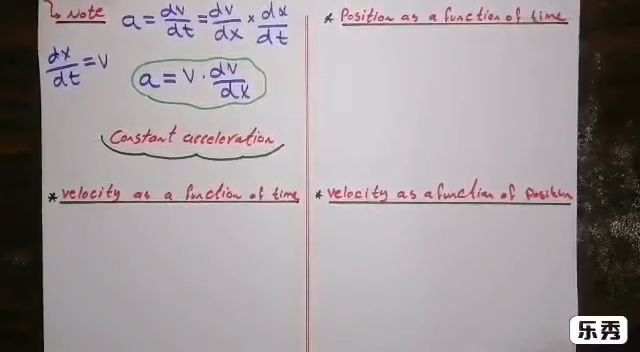 Note
a = dv/dt = dv/dx × dx/dt
dx/dt = v
a = v · dv/dx
Constant acceleration
* velocity as a function of time
* Position as a function of time
* velocity as a function of position
乐秀